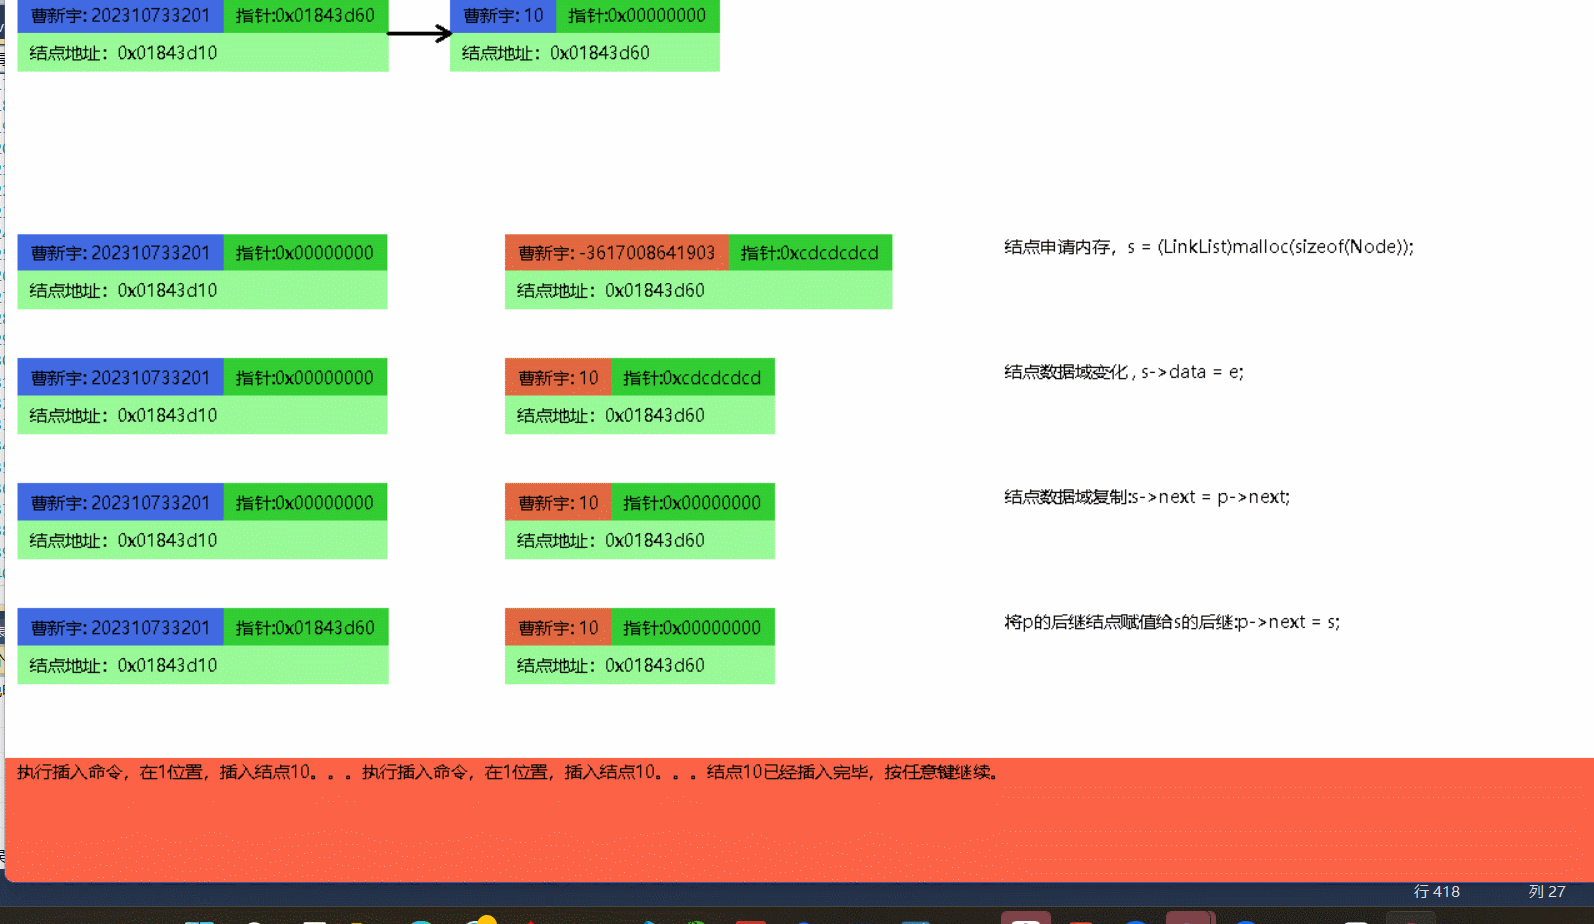 曹新宇: 202310733201 指针:0x01843d60 曹新宇: 10 指针:0x00000000
结点地址：0x01843d10 结点地址：0x01843d60
曹新宇: 202310733201 指针:0x00000000 曹新宇: -3617008641903 指针:0xcdcdcdcd 结点申请内存，s = (LinkList)malloc(sizeof(Node));
结点地址：0x01843d10 结点地址：0x01843d60
曹新宇: 202310733201 指针:0x00000000 曹新宇: 10 指针:0xcdcdcdcd 结点数据域变化 , s->data = e;
结点地址：0x01843d10 结点地址：0x01843d60
曹新宇: 202310733201 指针:0x00000000 曹新宇: 10 指针:0x00000000 结点数据域复制:s->next = p->next;
结点地址：0x01843d10 结点地址：0x01843d60
曹新宇: 202310733201 指针:0x01843d60 曹新宇: 10 指针:0x00000000 将p的后继结点赋值给s的后继:p->next = s;
结点地址：0x01843d10 结点地址：0x01843d60
执行插入命令，在1位置，插入结点10。。。执行插入命令，在1位置，插入结点10。。。结点10已经插入完毕，按任意键继续。
行 418 列 27